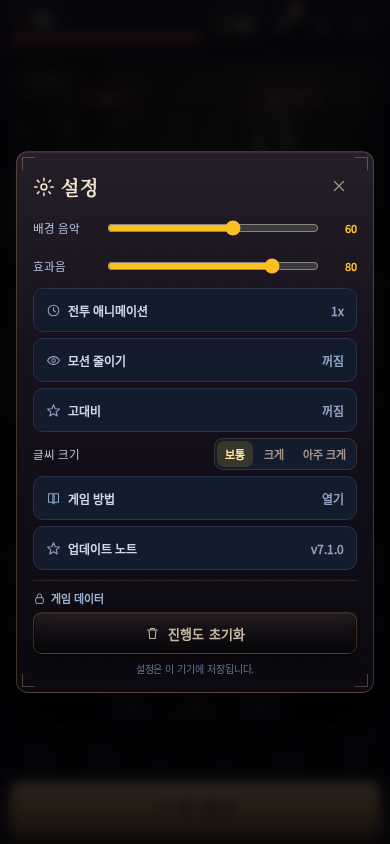 설정
배경 음악 60
효과음 80
전투 애니메이션 1x
모션 줄이기 꺼짐
고대비 꺼짐
글씨 크기 보통 크게 아주 크게
게임 방법 열기
업데이트 노트 v7.1.0
게임 데이터
진행도 초기화
설정은 이 기기에 저장됩니다.